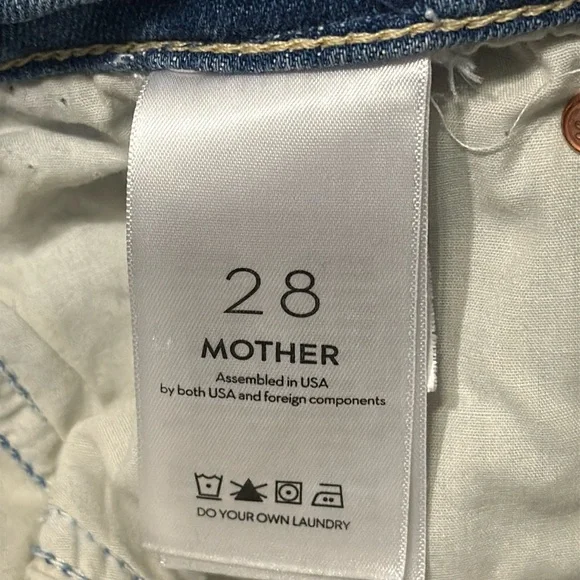 28
MOTHER
Assembled in USA
by both USA and foreign components
DO YOUR OWN LAUNDRY